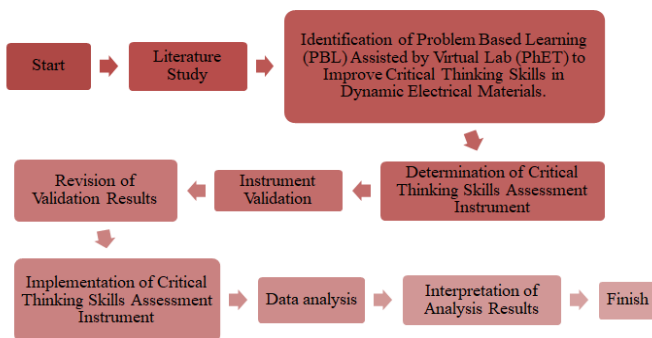 Start
Literature
Study
Identification of Problem Based Learning
(PBL) Assisted by Virtual Lab (PhET) to
Improve Critical Thinking Skills in
Dynamic Electrical Materials.
Determination of Critical
Thinking Skills Assessment
Instrument
Instrument
Validation
Revision of
Validation Results
Implementation of Critical
Thinking Skills Assessment
Instrument
Data analysis
Interpretation of
Analysis Results
Finish